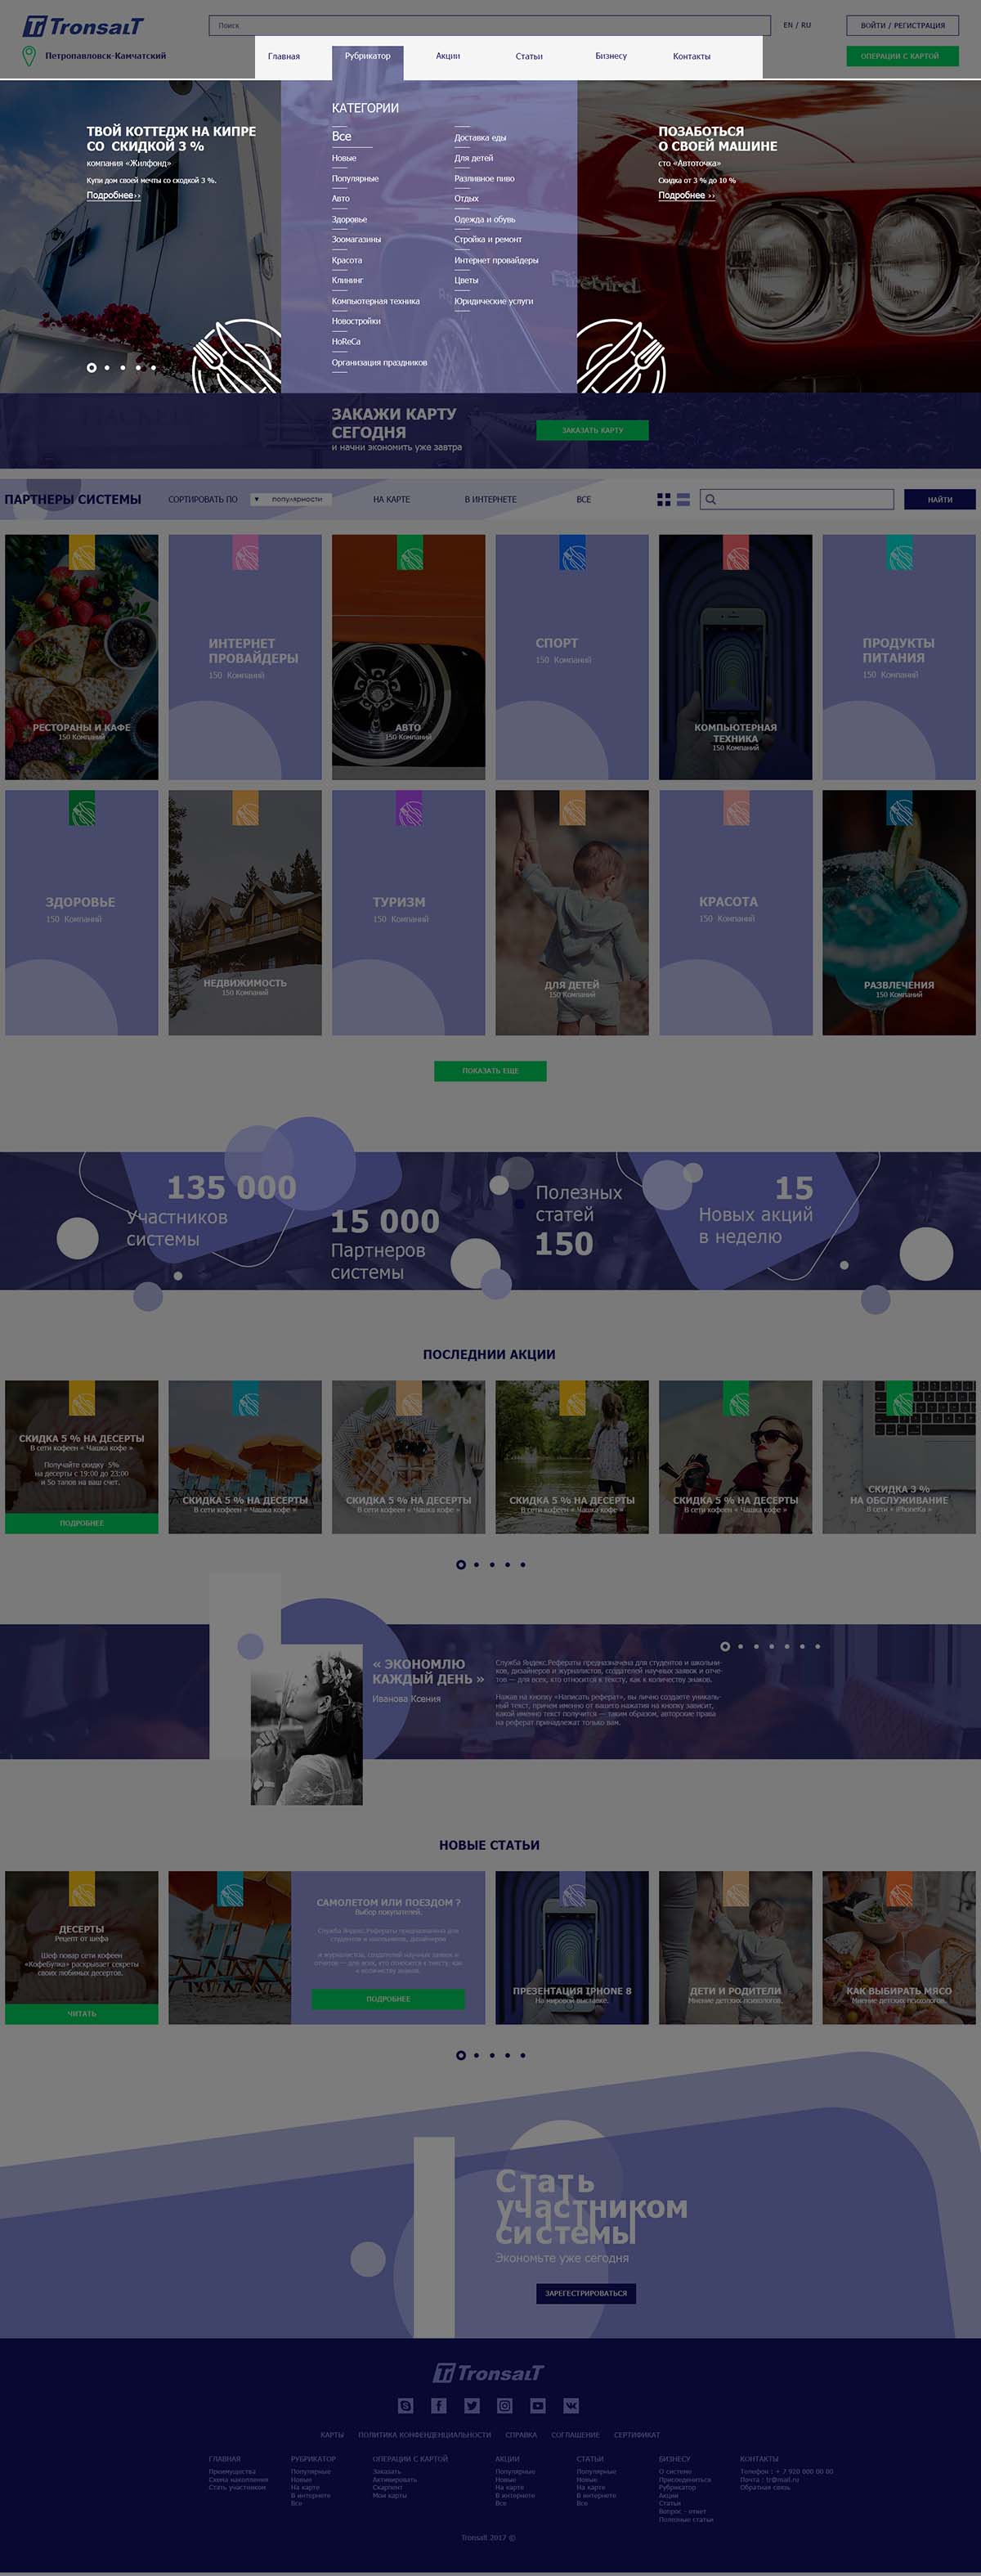 TronsaLT
Поиск
EN / RU
ВОЙТИ / РЕГИСТРАЦИЯ
Петропавловск-Камчатский
Главная
Рубрикатор
Акции
Статьи
Бизнесу
Контакты
ОПЕРАЦИИ С КАРТОЙ
ТВОЙ КОТТЕДЖ НА КИПРЕ
СО СКИДКОЙ 3 %
компания «Жилфонд»
Купи дом своей мечты со скодкой 3 %.
Подробнее››
КАТЕГОРИИ
Все
Новые
Популярные
Авто
Здоровье
Зоомагазины
Красота
Клининг
Компьютерная техника
Новостройки
HoReCa
Организация праздников
Доставка еды
Для детей
Разливное пиво
Отдых
Одежда и обувь
Стройка и ремонт
Интернет провайдеры
Цветы
Юридические услуги
ПОЗАБОТЬСЯ
О СВОЕЙ МАШИНЕ
сто «Автоточка»
Скидка от 3 % до 10 %
Подробнее ››
Firebird
ЗАКАЖИ КАРТУ
СЕГОДНЯ
и начни экономить уже завтра
ЗАКАЗАТЬ КАРТУ
ПАРТНЕРЫ СИСТЕМЫ
СОРТИРОВАТЬ ПО
популярности
НА КАРТЕ
В ИНТЕРНЕТЕ
ВСЕ
НАЙТИ
РЕСТОРАНЫ И КАФЕ
150 Компаний
ИНТЕРНЕТ
ПРОВАЙДЕРЫ
150 Компаний
АВТО
150 Компаний
СПОРТ
150 Компаний
КОМПЬЮТЕРНАЯ
ТЕХНИКА
150 Компаний
ПРОДУКТЫ
ПИТАНИЯ
150 Компаний
ЗДОРОВЬЕ
150 Компаний
НЕДВИЖИМОСТЬ
150 Компаний
ТУРИЗМ
150 Компаний
ДЛЯ ДЕТЕЙ
150 Компаний
КРАСОТА
150 Компаний
РАЗВЛЕЧЕНИЯ
150 Компаний
ПОКАЗАТЬ ЕЩЕ
135 000
Участников
системы
15 000
Партнеров
системы
Полезных
статей
150
15
Новых акций
в неделю
ПОСЛЕДНИИ АКЦИИ
СКИДКА 5 % НА ДЕСЕРТЫ
В сети кофеен « Чашка кофе »
Получайте скидку 5%
на десерты с 19:00 до 23:00
и 5о талов на ваш счет.
ПОДРОБНЕЕ
СКИДКА 5 % НА ДЕСЕРТЫ
В сети кофеен « Чашка кофе »
СКИДКА 5 % НА ДЕСЕРТЫ
В сети кофеен « Чашка кофе »
СКИДКА 5 % НА ДЕСЕРТЫ
В сети кофеен « Чашка кофе »
СКИДКА 5 % НА ДЕСЕРТЫ
В сети кофеен « Чашка кофе »
СКИДКА 3 %
НА ОБСЛУЖИВАНИЕ
В сети « iPhoneКа »
« ЭКОНОМЛЮ
КАЖДЫЙ ДЕНЬ »
Иванова Ксения
Служба Яндекс.Рефераты предназначена для студентов и школьни-
ков, дизайнеров и журналистов, создателей научных заявок и отче-
тов — для всех, кто относится к тексту, как к количеству знаков.
Нажав на кнопку «Написать реферат», вы лично создаете уникаль-
ный текст, причем именно от вашего нажатия на кнопку зависит,
какой именно текст получится — таким образом, авторские права
на реферат принадлежат только вам.
НОВЫЕ СТАТЬИ
ДЕСЕРТЫ
Рецепт от шефа
Шеф повар сети кофеен
«Кофебулка» раскрывает секреты
своих любимых десертов.
ЧИТАТЬ
САМОЛЕТОМ ИЛИ ПОЕЗДОМ ?
Выбор покупателей.
Служба Яндекс.Рефераты предназначена для
студентов и школьников, дизайнеров
и журналистов, создателей научных заявок и
отчетов — для всех, кто относится к тексту, как
к количеству знаков.
ПОДРОБНЕЕ
ПРЕЗЕНТАЦИЯ IPHONE 8
На мировой выставке.
ДЕТИ И РОДИТЕЛИ
Мнение детских психологов.
КАК ВЫБИРАТЬ МЯСО
Мнение детских психологов.
Стать
участником
системы
Экономьте уже сегодня
ЗАРЕГЕСТРИРОВАТЬСЯ
TronsaLT
КАРТЫ
ПОЛИТИКА КОНФЕНДЕНЦИАЛЬНОСТИ
СПРАВКА
СОГЛАШЕНИЕ
СЕРТИФИКАТ
ГЛАВНАЯ
Преимущества
Схема накопления
Стать участником
РУБРИКАТОР
Популярные
Новые
На карте
В интернете
Все
ОПЕРАЦИИ С КАРТОЙ
Заказать
Активировать
Скарпент
Мои карты
АКЦИИ
Популярные
Новые
На карте
В интернете
Все
СТАТЬИ
Популярные
Новые
На карте
В интернете
Все
БИЗНЕСУ
О системе
Присоединиться
Рубрикатор
Акции
Статьи
Вопрос - ответ
Полезные статьи
КОНТАКТЫ
Телефон : + 7 920 000 00 00
Почта : tr@mail.ru
Обратная связь
Tronsalt 2017 ©